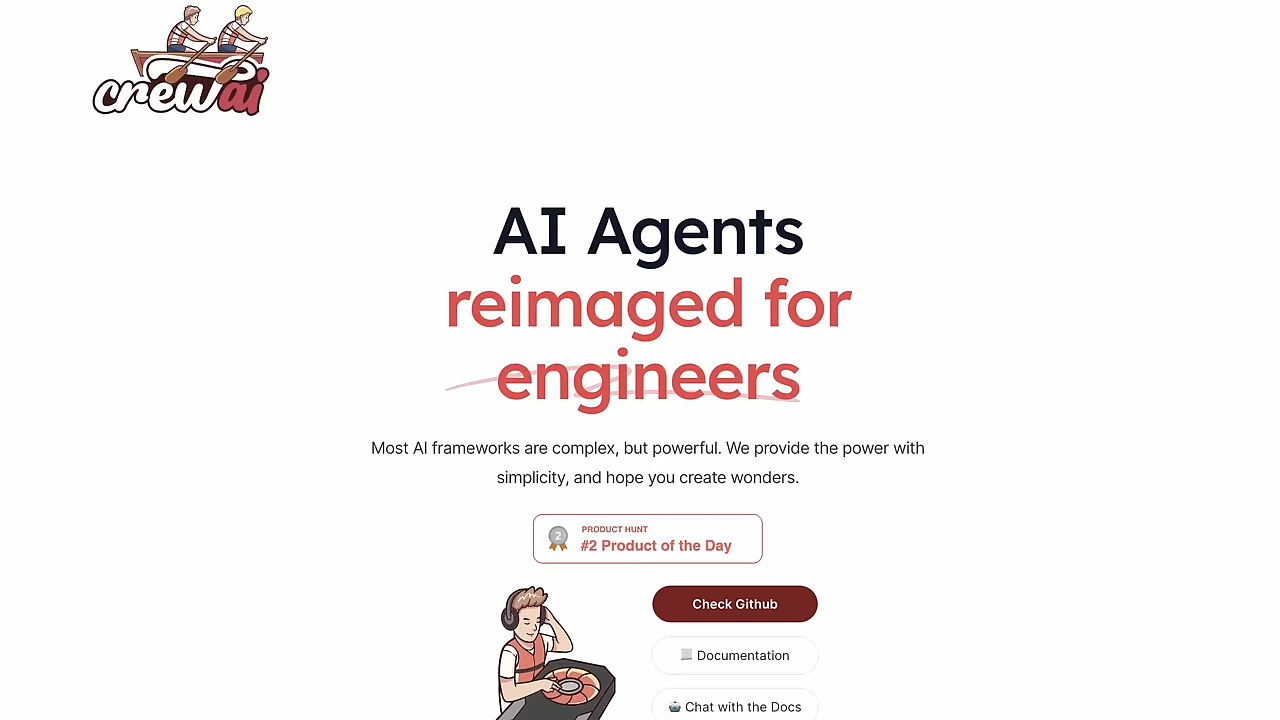 crewai
AI Agents
reimaged for
engineers
Most AI frameworks are complex, but powerful. We provide the power with
simplicity, and hope you create wonders.
2
PRODUCT HUNT
#2 Product of the Day
Check Github
Documentation
Chat with the Docs